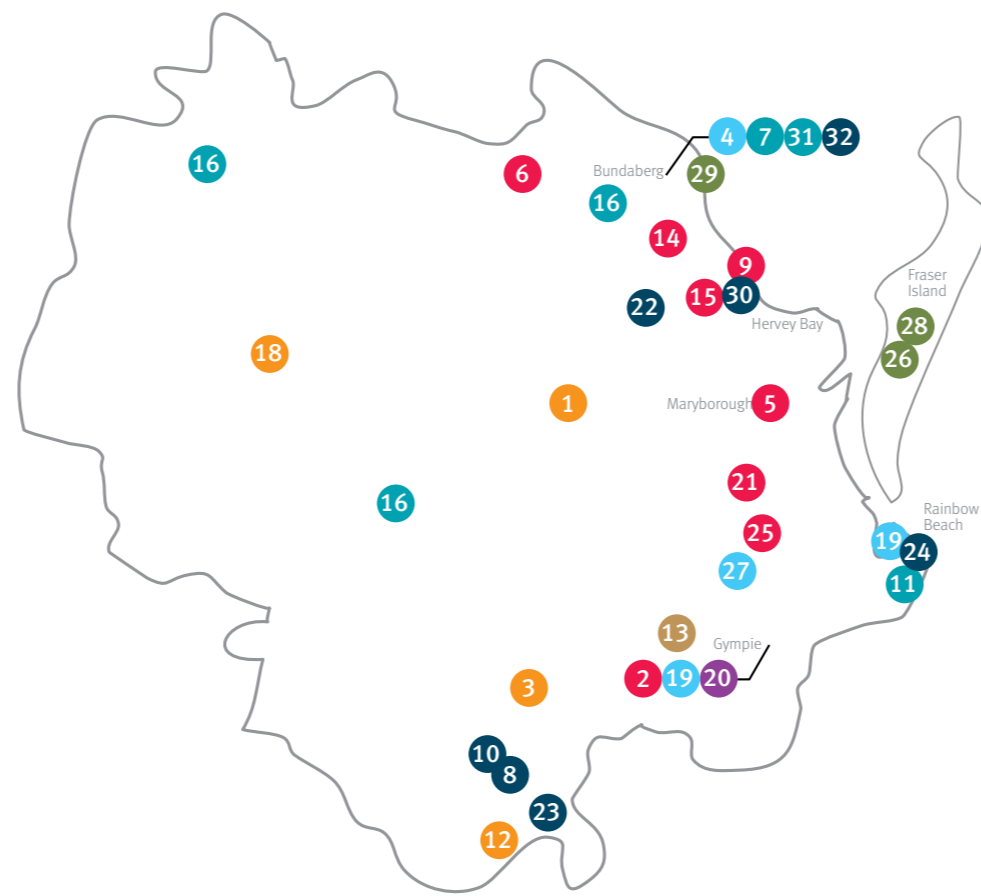 4 7 31 32
Bundaberg
29
16
6
16
14
9
15 30
22
Hervey Bay
Fraser
Island
28
26
18
1
Maryborough 5
21
16
25
Rainbow
Beach
19
24
11
27
13
Gympie
2 19 20
3
10
8
23
12